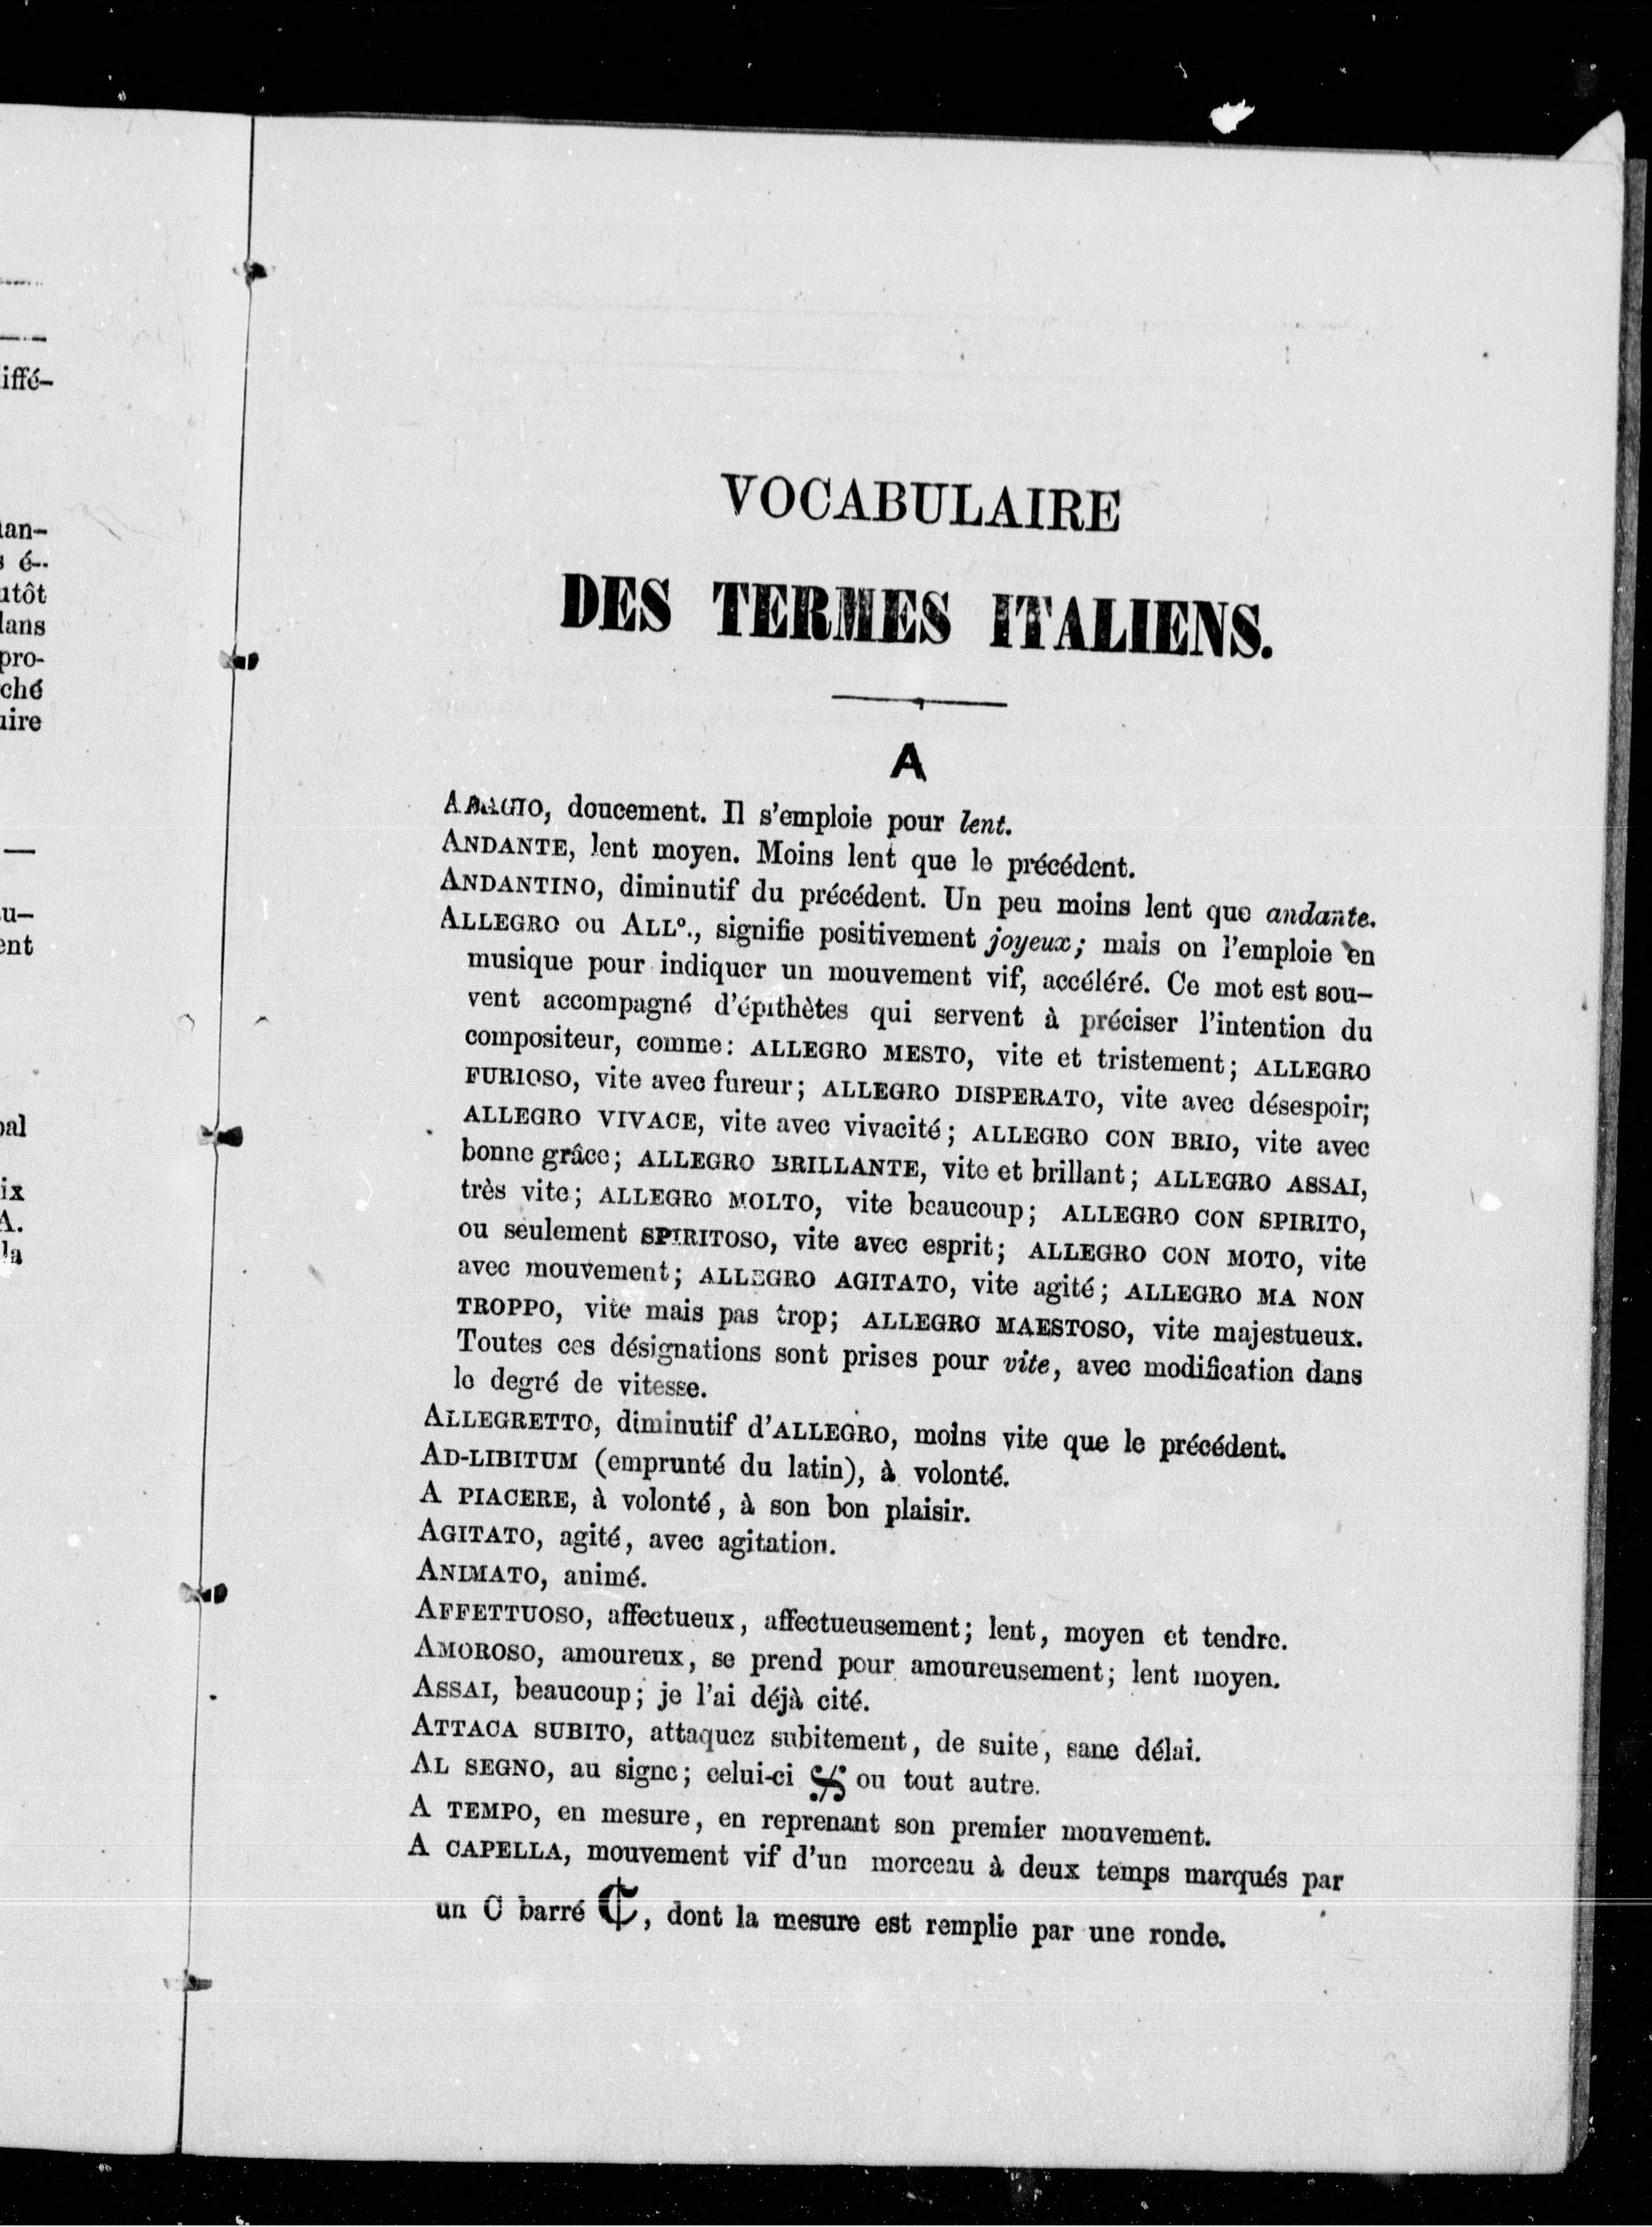 iffé-
é-
utôt
dans
pro-
ché
ent
la
VOCABULAIRE
DES TERMES ITALIENS.
A
ADAGIO, doucement. Il s'emploie pour lent.
ANDANTE, lent moyen. Moins lent que le précédent.
ANDANTINO, diminutif du précédent. Un peu moins lent que andante.
ALLEGRO ou ALL°., signifie positivement joyeux; mais on l'emploie en
musique pour indiquer un mouvement vif, accéléré. Ce mot est sou-
vent accompagné d'épithètes qui servent à préciser l'intention du
compositeur, comme: ALLEGRO MESTO, vite et tristement; ALLEGRO
FURIOSO, vite avec fureur; ALLEGRO DISPERATO, vite avec désespoir;
ALLEGRO VIVACE, vite avec vivacité; ALLEGRO CON BRIO, vite avec
bonne grâce; ALLEGRO BRILLANTE, vite et brillant; ALLEGRO ASSAI,
très vite; ALLEGRO MOLTO, vite beaucoup; ALLEGRO CON SPIRITO,
ou seulement SPIRITOSO, vite avec esprit; ALLEGRO CON MOTO, vite
avec mouvement; ALLEGRO AGITATO, vite agité; ALLEGRO MA NON
TROPPO, vite mais pas trop; ALLEGRO MAESTOSO, vite majestueux.
Toutes ces désignations sont prises pour vite, avec modification dans
le degré de vitesse.
ALLEGRETTO, diminutif d'ALLEGRO, moins vite que le précédent.
AD-LIBITUM (emprunté du latin), à volonté.
A PIACERE, à volonté, à son bon plaisir.
AGITATO, agité, avec agitation.
ANIMATO, animé.
AFFETTUOSO, affectueux, affectueusement; lent, moyen et tendre.
AMOROSO, amoureux, se prend pour amoureusement; lent moyen.
ASSAI, beaucoup; je l'ai déjà cité.
ATTACA SUBITO, attaquez subitement, de suite, sans délai.
AL SEGNO, au signe; celui-ci 𝄋 ou tout autre.
A TEMPO, en mesure, en reprenant son premier mouvement.
A CAPELLA, mouvement vif d'un morceau à deux temps marqués par
un C barré 𝄵, dont la mesure est remplie par une ronde.